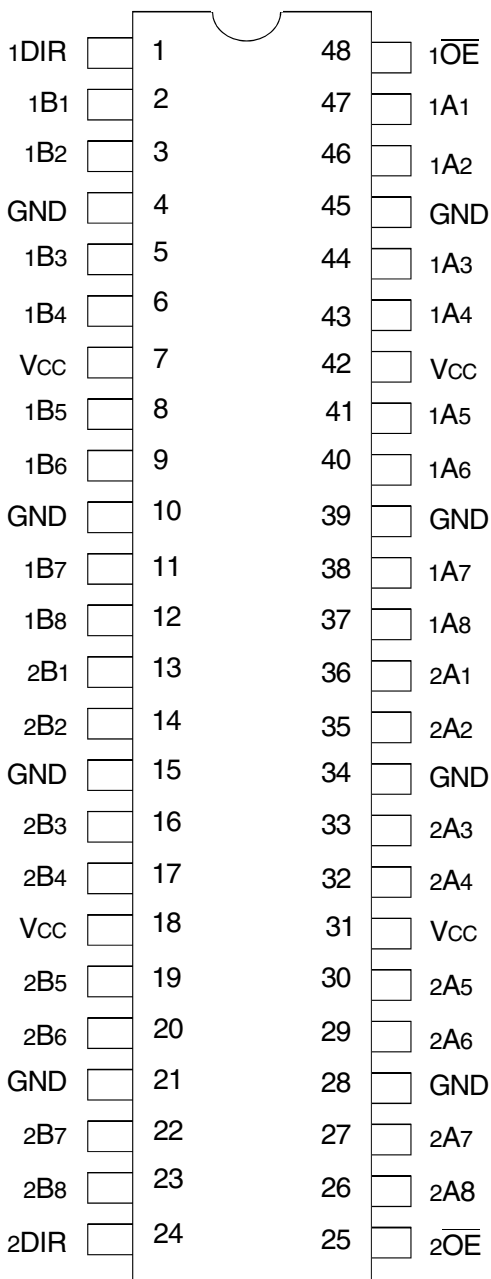 1DIR 1 48 1O̅E̅
1B1 2 47 1A1
1B2 3 46 1A2
GND 4 45 GND
1B3 5 44 1A3
1B4 6 43 1A4
VCC 7 42 VCC
1B5 8 41 1A5
1B6 9 40 1A6
GND 10 39 GND
1B7 11 38 1A7
1B8 12 37 1A8
2B1 13 36 2A1
2B2 14 35 2A2
GND 15 34 GND
2B3 16 33 2A3
2B4 17 32 2A4
VCC 18 31 VCC
2B5 19 30 2A5
2B6 20 29 2A6
GND 21 28 GND
2B7 22 27 2A7
2B8 23 26 2A8
2DIR 24 25 2O̅E̅